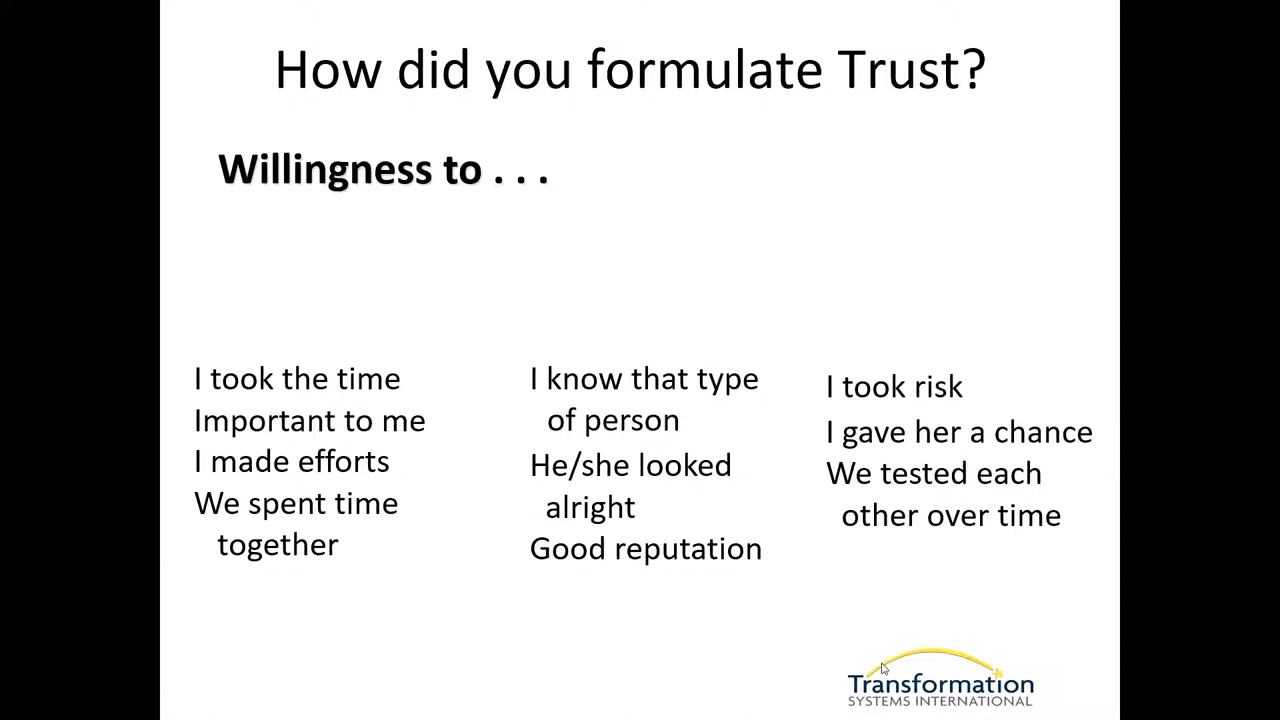 How did you formulate Trust?
Willingness to . . .
I took the time
Important to me
I made efforts
We spent time
together
I know that type
of person
He/she looked
alright
Good reputation
I took risk
I gave her a chance
We tested each
other over time
Transformation
SYSTEMS INTERNATIONAL